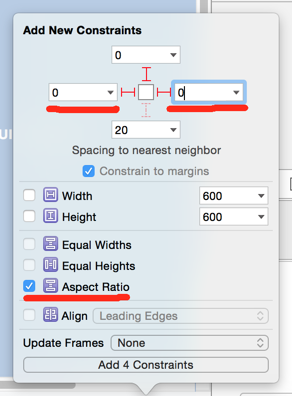 Add New Constraints
0
0
0
20
Spacing to nearest neighbor
Constrain to margins
Width
600
Height
600
Equal Widths
Equal Heights
Aspect Ratio
Align
Leading Edges
Update Frames
None
Add 4 Constraints